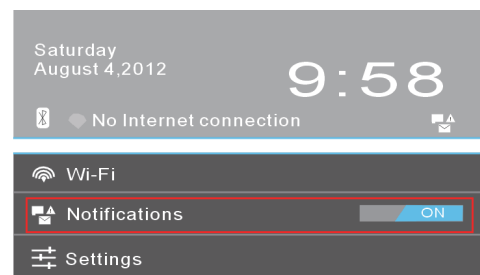 Saturday
August 4,2012
9:58
No Internet connection
Wi-Fi
Notifications ON
Settings